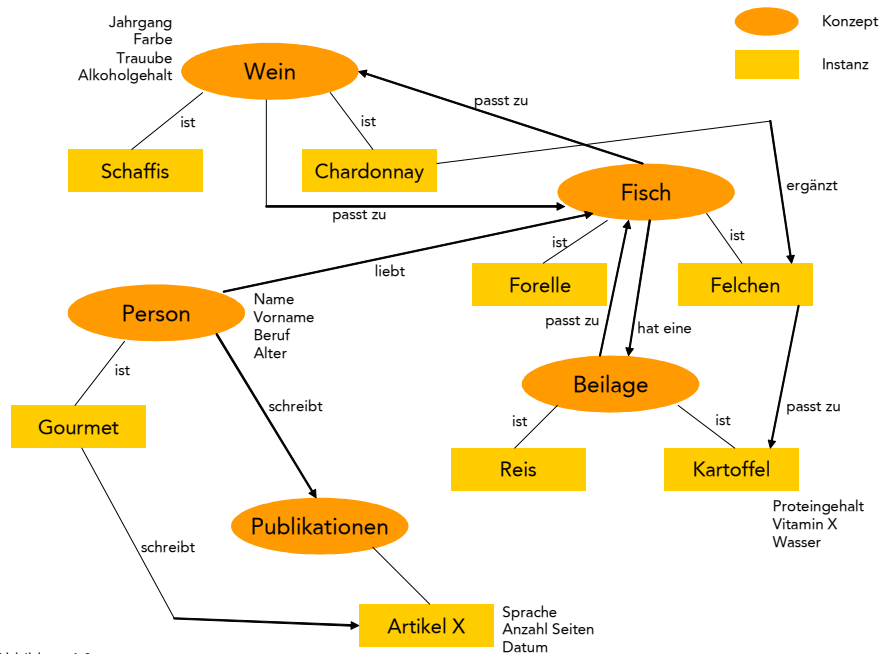 Jahrgang
Farbe
Trauube
Alkoholgehalt
Konzept
Instanz
Wein
passt zu
ist
ist
Schaffis
Chardonnay
ergänzt
Fisch
passt zu
ist
ist
liebt
Forelle
Felchen
Person
Name
Vorname
Beruf
Alter
passt zu
hat eine
ist
Beilage
schreibt
passt zu
Gourmet
ist
ist
Reis
Kartoffel
Proteingehalt
Vitamin X
Wasser
Publikationen
schreibt
Artikel X
Sprache
Anzahl Seiten
Datum